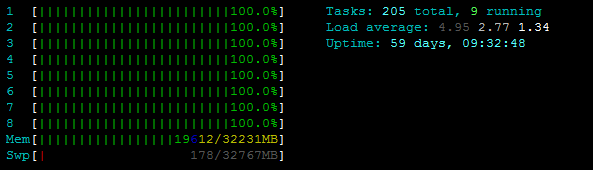 1  [||||||||||||||||||||||||100.0%]
2  [||||||||||||||||||||||||100.0%]
3  [||||||||||||||||||||||||100.0%]
4  [||||||||||||||||||||||||100.0%]
5  [||||||||||||||||||||||||100.0%]
6  [||||||||||||||||||||||||100.0%]
7  [||||||||||||||||||||||||100.0%]
8  [||||||||||||||||||||||||100.0%]
Mem[|||||||||||||||||19612/32231MB]
Swp[|                  178/32767MB]
Tasks: 205 total, 9 running
Load average: 4.95 2.77 1.34
Uptime: 59 days, 09:32:48